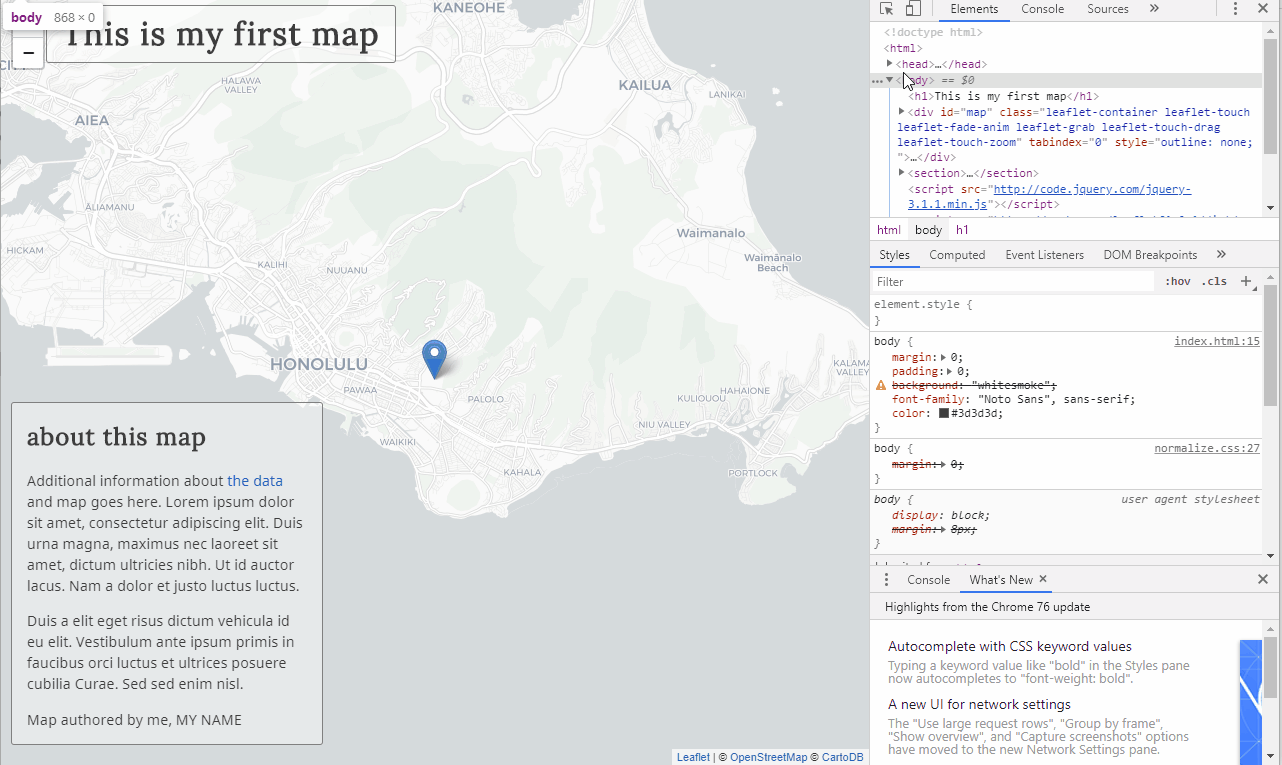 body 868 × 0
This is my first map
−
KANEOHE
HALAWA
VALLEY
KAILUA
LANIKAI
AIEA
ĀLIAMANU
HICKAM
KALIHI
NUUANU
Waimanalo
Waimānalo
Beach
HONOLULU
PAWAA
PALOLO
HAHAIONE
KULIOUOU
KALAMA
VALLEY
NIU VALLEY
WAIKIKI
KAHALA
PORTLOCK
about this map
Additional information about the data
and map goes here. Lorem ipsum dolor
sit amet, consectetur adipiscing elit. Duis
urna magna, maximus nec laoreet sit
amet, dictum ultricies nibh. Ut id auctor
lacus. Nam a dolor et justo luctus luctus.
Duis a elit eget risus dictum vehicula id
eu elit. Vestibulum ante ipsum primis in
faucibus orci luctus et ultrices posuere
cubilia Curae. Sed sed enim nisl.
Map authored by me, MY NAME
Leaflet | © OpenStreetMap © CartoDB
Elements Console Sources »
<!doctype html>
<html>
<head>…</head>
<body> == $0
<h1>This is my first map</h1>
<div id="map" class="leaflet-container leaflet-touch
leaflet-fade-anim leaflet-grab leaflet-touch-drag
leaflet-touch-zoom" tabindex="0" style="outline: none;
">…</div>
<section>…</section>
<script src="http://code.jquery.com/jquery-
3.1.1.min.js"></script>
html body h1
Styles Computed Event Listeners DOM Breakpoints »
Filter :hov .cls +
element.style {
}
body { index.html:15
margin: 0;
padding: 0;
background: "whitesmoke";
font-family: "Noto Sans", sans-serif;
color: #3d3d3d;
}
body { normalize.css:27
margin: 0;
}
body { user agent stylesheet
display: block;
margin: 8px;
}
Console What's New ×
Highlights from the Chrome 76 update
Autocomplete with CSS keyword values
Typing a keyword value like "bold" in the Styles pane
now autocompletes to "font-weight: bold".
A new UI for network settings
The "Use large request rows", "Group by frame",
"Show overview", and "Capture screenshots" options
have moved to the new Network Settings pane.